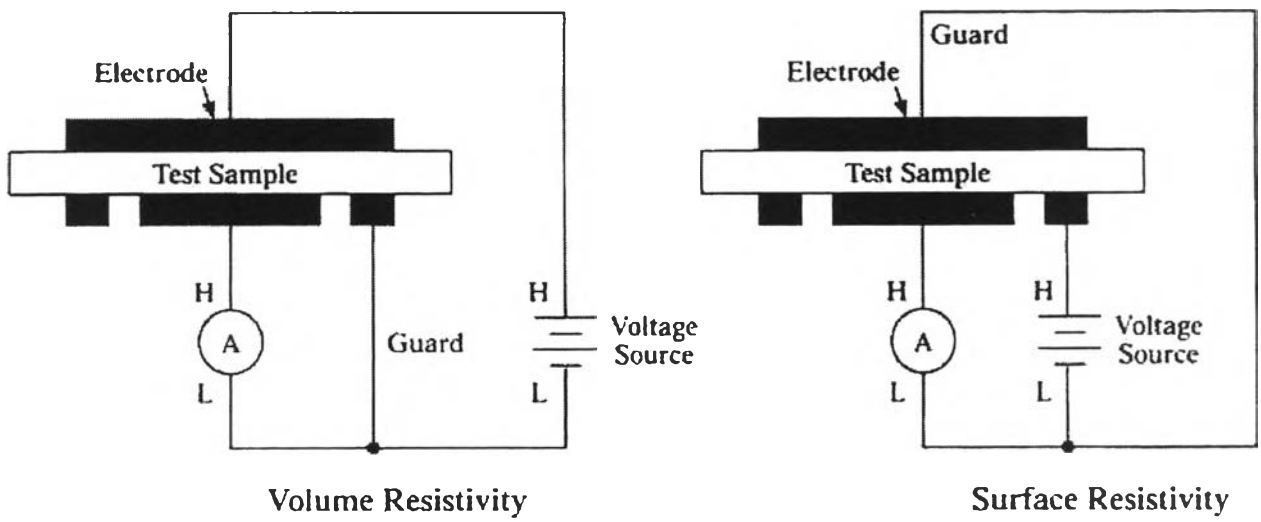 Electrode
Test Sample
H
A
L
Guard
H
Voltage
Source
L
Volume Resistivity
Guard
Electrode
Test Sample
H
A
L
H
Voltage
Source
L
Surface Resistivity